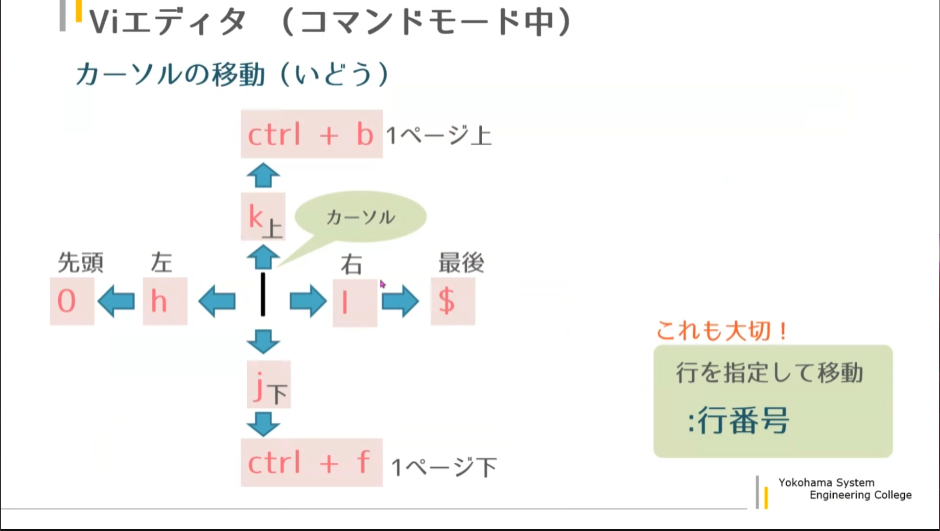 Viエディタ （コマンドモード中）
カーソルの移動（いどう）
ctrl + b 1ページ上
k上
カーソル
先頭 左 右 最後
0 h l $
j下
ctrl + f 1ページ下
これも大切！
行を指定して移動
:行番号
Yokohama System
Engineering College